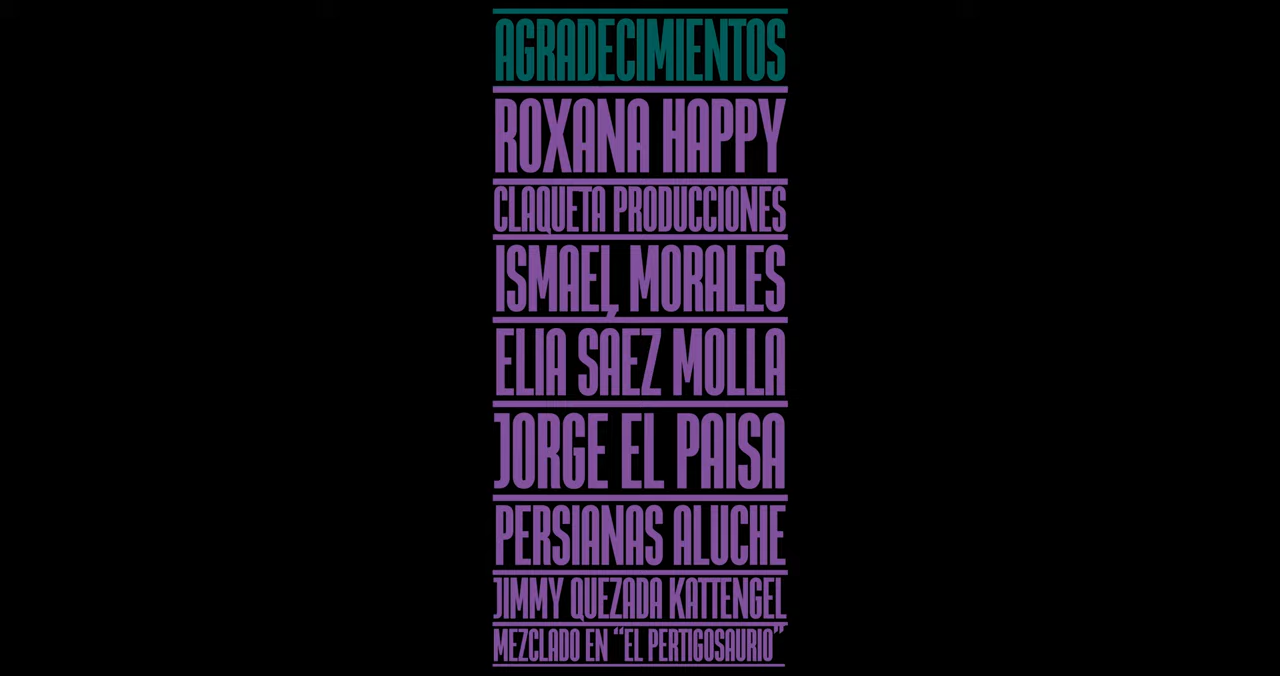 AGRADECIMIENTOS
ROXANA HAPPY
CLAQUETA PRODUCCIONES
ISMAEL, MORALES
ELIA SAEZ MOLLA
JORGE EL PAISA
PERSIANAS ALUCHE
JIMMY QUEZADA KATTENGEL
MEZCLADO EN “EL PERTIGOSAURIO”